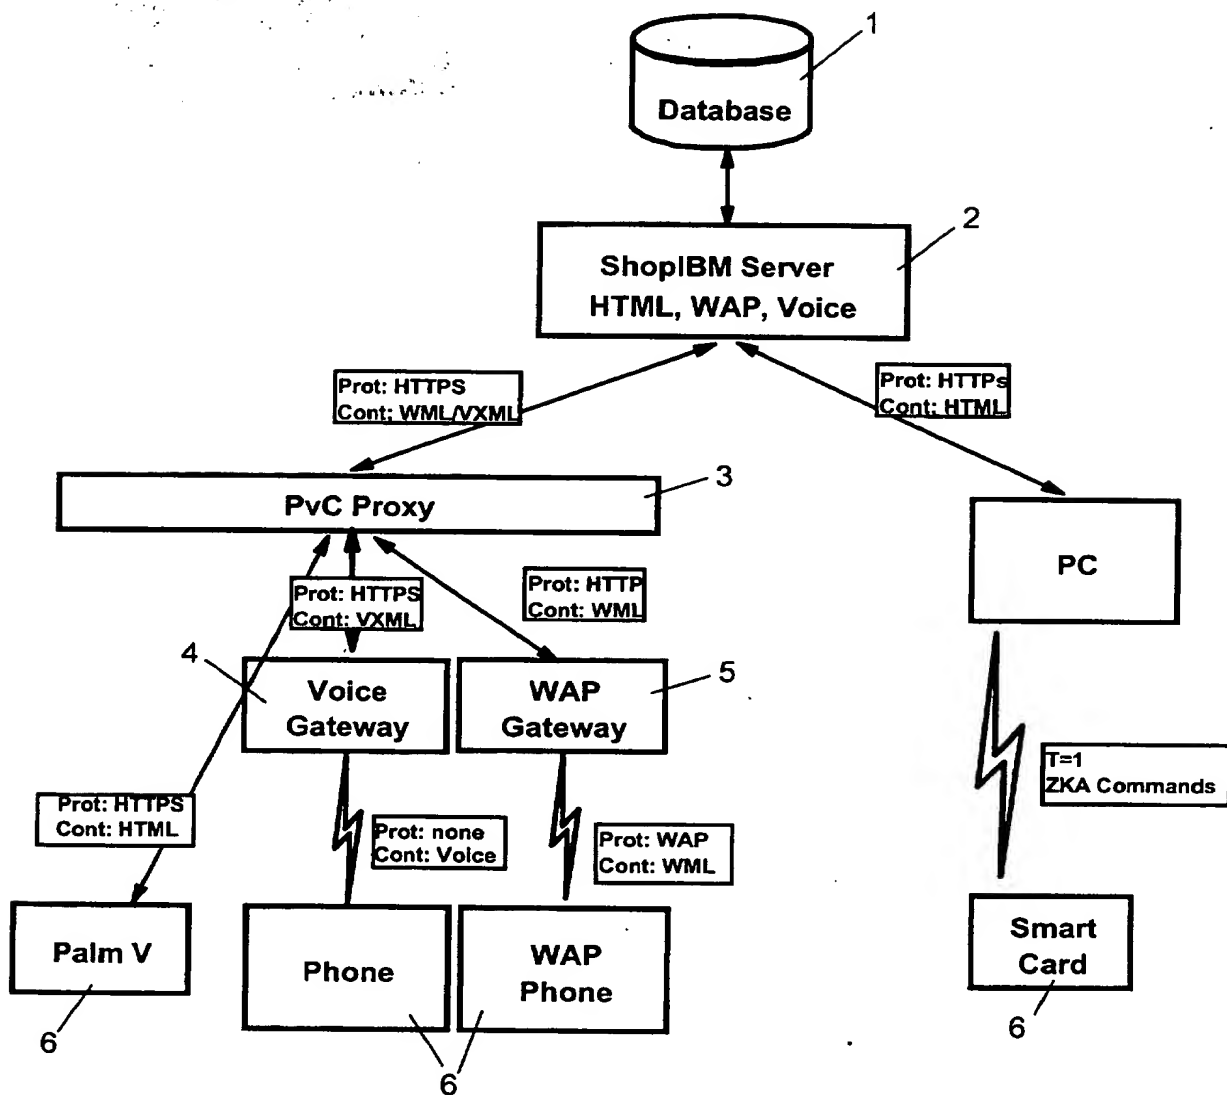 1
Database
2
ShopIBM Server
HTML, WAP, Voice
Prot: HTTPS
Cont; WML/VXML
Prot: HTTPs
Cont; HTML
3
PvC Proxy
PC
Prot: HTTPS
Cont: VXML
Prot: HTTP
Cont: WML
4
Voice
Gateway
WAP
Gateway
5
T=1
ZKA Commands
Prot: HTTPS
Cont: HTML
Prot: none
Cont: Voice
Prot: WAP
Cont: WML
Palm V
Phone
WAP
Phone
Smart
Card
6
6
6